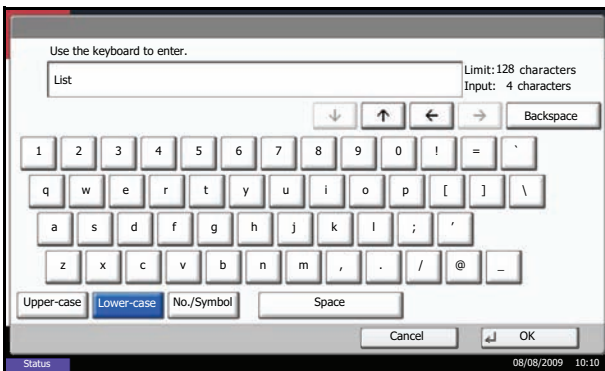 Use the keyboard to enter.
List
Limit: 128 characters
Input: 4 characters
↓ ↑ ← → Backspace
1 2 3 4 5 6 7 8 9 0 ! = `
q w e r t y u i o p [ ] \
a s d f g h j k l ; ′
z x c v b n m , . / @ _
Upper-case Lower-case No./Symbol Space
Cancel OK
Status 08/08/2009 10:10